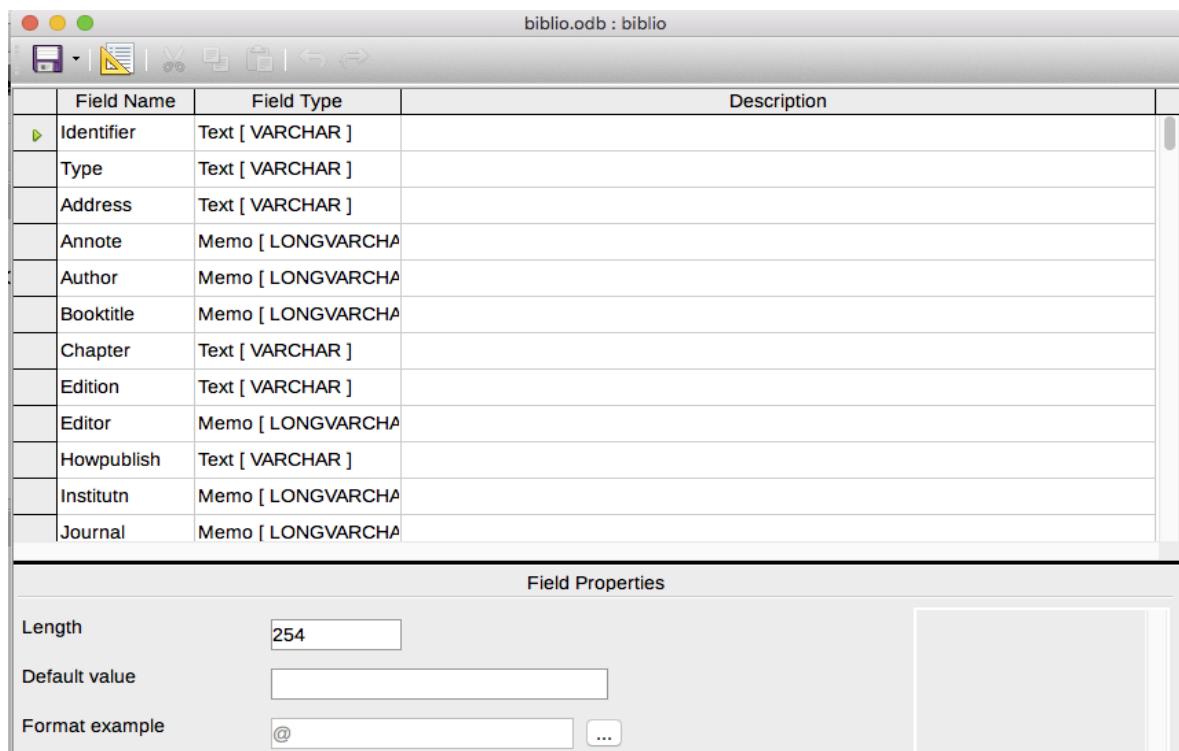 biblio.odb : biblio
Field Name Field Type Description
Identifier Text [ VARCHAR ]
Type Text [ VARCHAR ]
Address Text [ VARCHAR ]
Annote Memo [ LONGVARCHA
Author Memo [ LONGVARCHA
Booktitle Memo [ LONGVARCHA
Chapter Text [ VARCHAR ]
Edition Text [ VARCHAR ]
Editor Memo [ LONGVARCHA
Howpublish Text [ VARCHAR ]
Institutn Memo [ LONGVARCHA
Journal Memo [ LONGVARCHA
Field Properties
Length 254
Default value
Format example @ ...